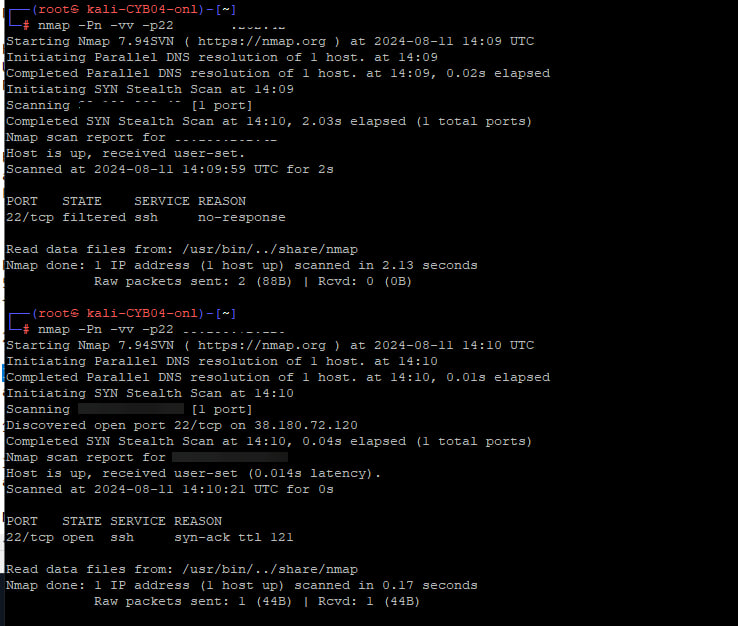 ┌──(root㉿kali-CYB04-onl)-[~]
└─# nmap -Pn -vv -p22
Starting Nmap 7.94SVN ( https://nmap.org ) at 2024-08-11 14:09 UTC
Initiating Parallel DNS resolution of 1 host. at 14:09
Completed Parallel DNS resolution of 1 host. at 14:09, 0.02s elapsed
Initiating SYN Stealth Scan at 14:09
Scanning [1 port]
Completed SYN Stealth Scan at 14:10, 2.03s elapsed (1 total ports)
Nmap scan report for
Host is up, received user-set.
Scanned at 2024-08-11 14:09:59 UTC for 2s
PORT STATE SERVICE REASON
22/tcp filtered ssh no-response
Read data files from: /usr/bin/../share/nmap
Nmap done: 1 IP address (1 host up) scanned in 2.13 seconds
Raw packets sent: 2 (88B) | Rcvd: 0 (0B)
┌──(root㉿kali-CYB04-onl)-[~]
└─# nmap -Pn -vv -p22
Starting Nmap 7.94SVN ( https://nmap.org ) at 2024-08-11 14:10 UTC
Initiating Parallel DNS resolution of 1 host. at 14:10
Completed Parallel DNS resolution of 1 host. at 14:10, 0.01s elapsed
Initiating SYN Stealth Scan at 14:10
Scanning [1 port]
Discovered open port 22/tcp on 38.180.72.120
Completed SYN Stealth Scan at 14:10, 0.04s elapsed (1 total ports)
Nmap scan report for
Host is up, received user-set (0.014s latency).
Scanned at 2024-08-11 14:10:21 UTC for 0s
PORT STATE SERVICE REASON
22/tcp open ssh syn-ack ttl 121
Read data files from: /usr/bin/../share/nmap
Nmap done: 1 IP address (1 host up) scanned in 0.17 seconds
Raw packets sent: 1 (44B) | Rcvd: 1 (44B)